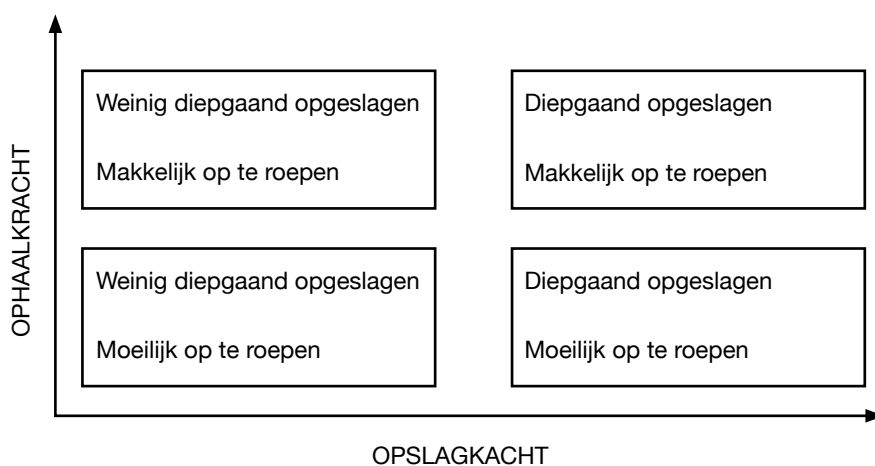 OPHAALKRACHT
Weinig diepgaand opgeslagen
Makkelijk op te roepen
Diepgaand opgeslagen
Makkelijk op te roepen
Weinig diepgaand opgeslagen
Moeilijk op te roepen
Diepgaand opgeslagen
Moeilijk op te roepen
OPSLAGKACHT